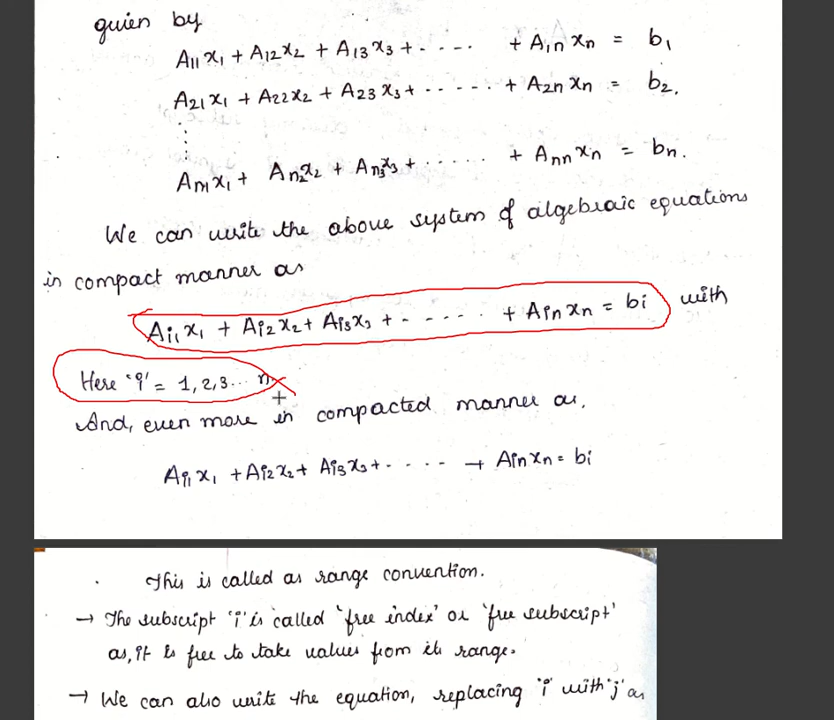 given by
A11 x1 + A12 x2 + A13 x3 + - - - - + A1n xn = b1
A21 x1 + A22 x2 + A23 x3 + - - - - - + A2n xn = b2.
An1 x1 + An2 x2 + An3 x3 + - - - - - + Ann xn = bn.
We can write the above system of algebraic equations
in compact manner as
Ai1 x1 + Ai2 x2 + Ai3 x3 + - - - - - + Ain xn = bi with
Here 'i' = 1, 2, 3... n
And, even more in compacted manner as,
Ai1 x1 + Ai2 x2 + Ai3 x3 + - - - - - + Ain xn = bi
This is called as range convention.
→ The subscript 'i' is called 'free index' or 'free subscript'
as, it is free to take values from its range.
→ We can also write the equation, replacing 'i' with 'j' as